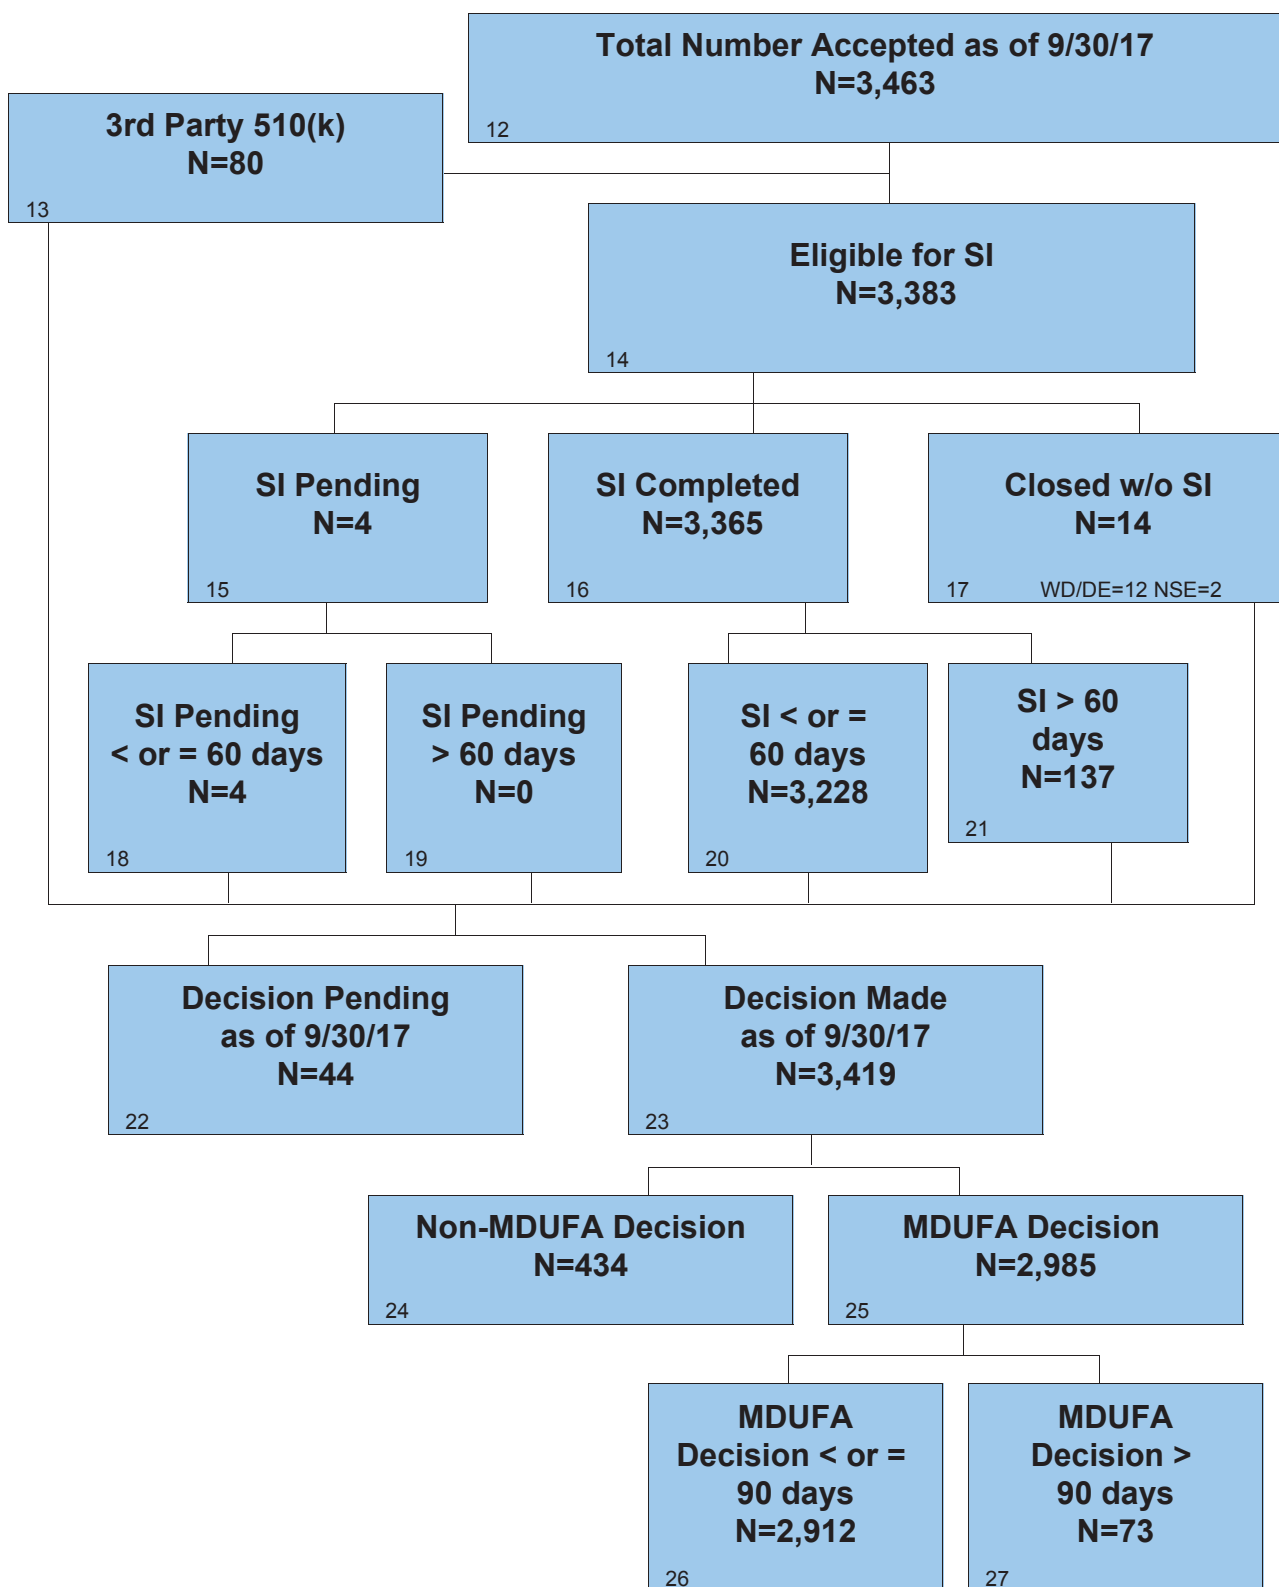 Total Number Accepted as of 9/30/17
N=3,463
12
3rd Party 510(k)
N=80
13
Eligible for SI
N=3,383
14
SI Pending
N=4
15
SI Completed
N=3,365
16
Closed w/o SI
N=14
17 WD/DE=12 NSE=2
SI Pending
< or = 60 days
N=4
18
SI Pending
> 60 days
N=0
19
SI < or =
60 days
N=3,228
20
SI > 60
days
N=137
21
Decision Pending
as of 9/30/17
N=44
22
Decision Made
as of 9/30/17
N=3,419
23
Non-MDUFA Decision
N=434
24
MDUFA Decision
N=2,985
25
MDUFA
Decision < or =
90 days
N=2,912
26
MDUFA
Decision >
90 days
N=73
27